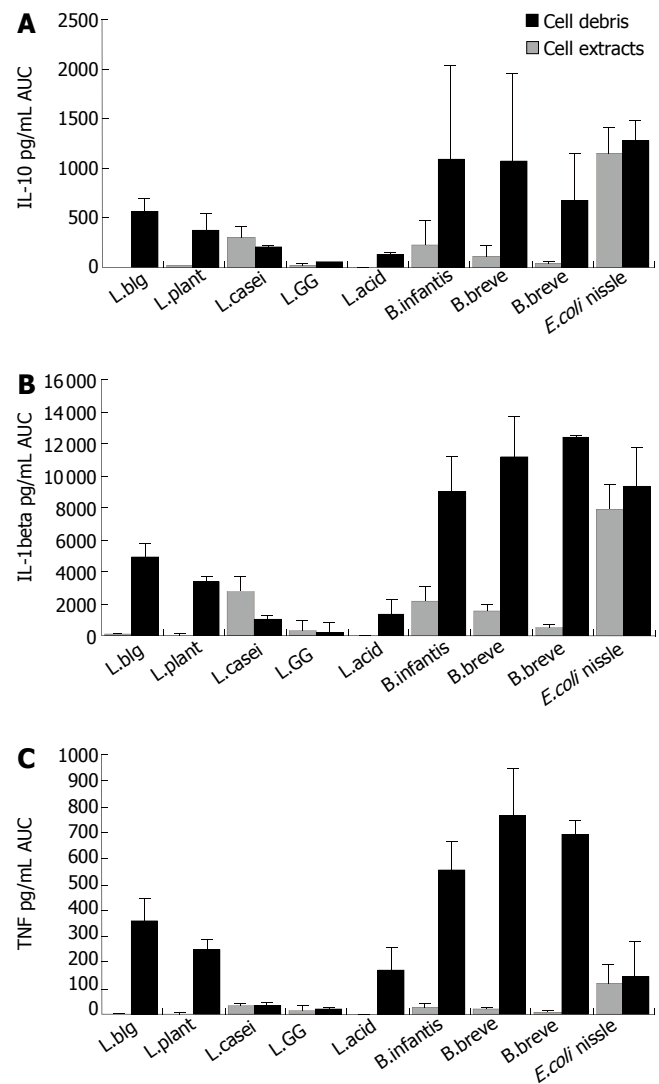 A
Cell debris
Cell extracts
IL-10 pg/mL AUC
2500
2000
1500
1000
500
0
L.blg
L.plant
L.casei
L.GG
L.acid
B.infantis
B.breve
B.breve
E.coli nissle
B
IL-1beta pg/mL AUC
16 000
14 000
12 000
10 000
8000
6000
4000
2000
0
L.blg
L.plant
L.casei
L.GG
L.acid
B.infantis
B.breve
B.breve
E.coli nissle
C
TNF pg/mL AUC
1000
900
800
700
600
500
400
300
200
100
0
L.blg
L.plant
L.casei
L.GG
L.acid
B.infantis
B.breve
B.breve
E.coli nissle